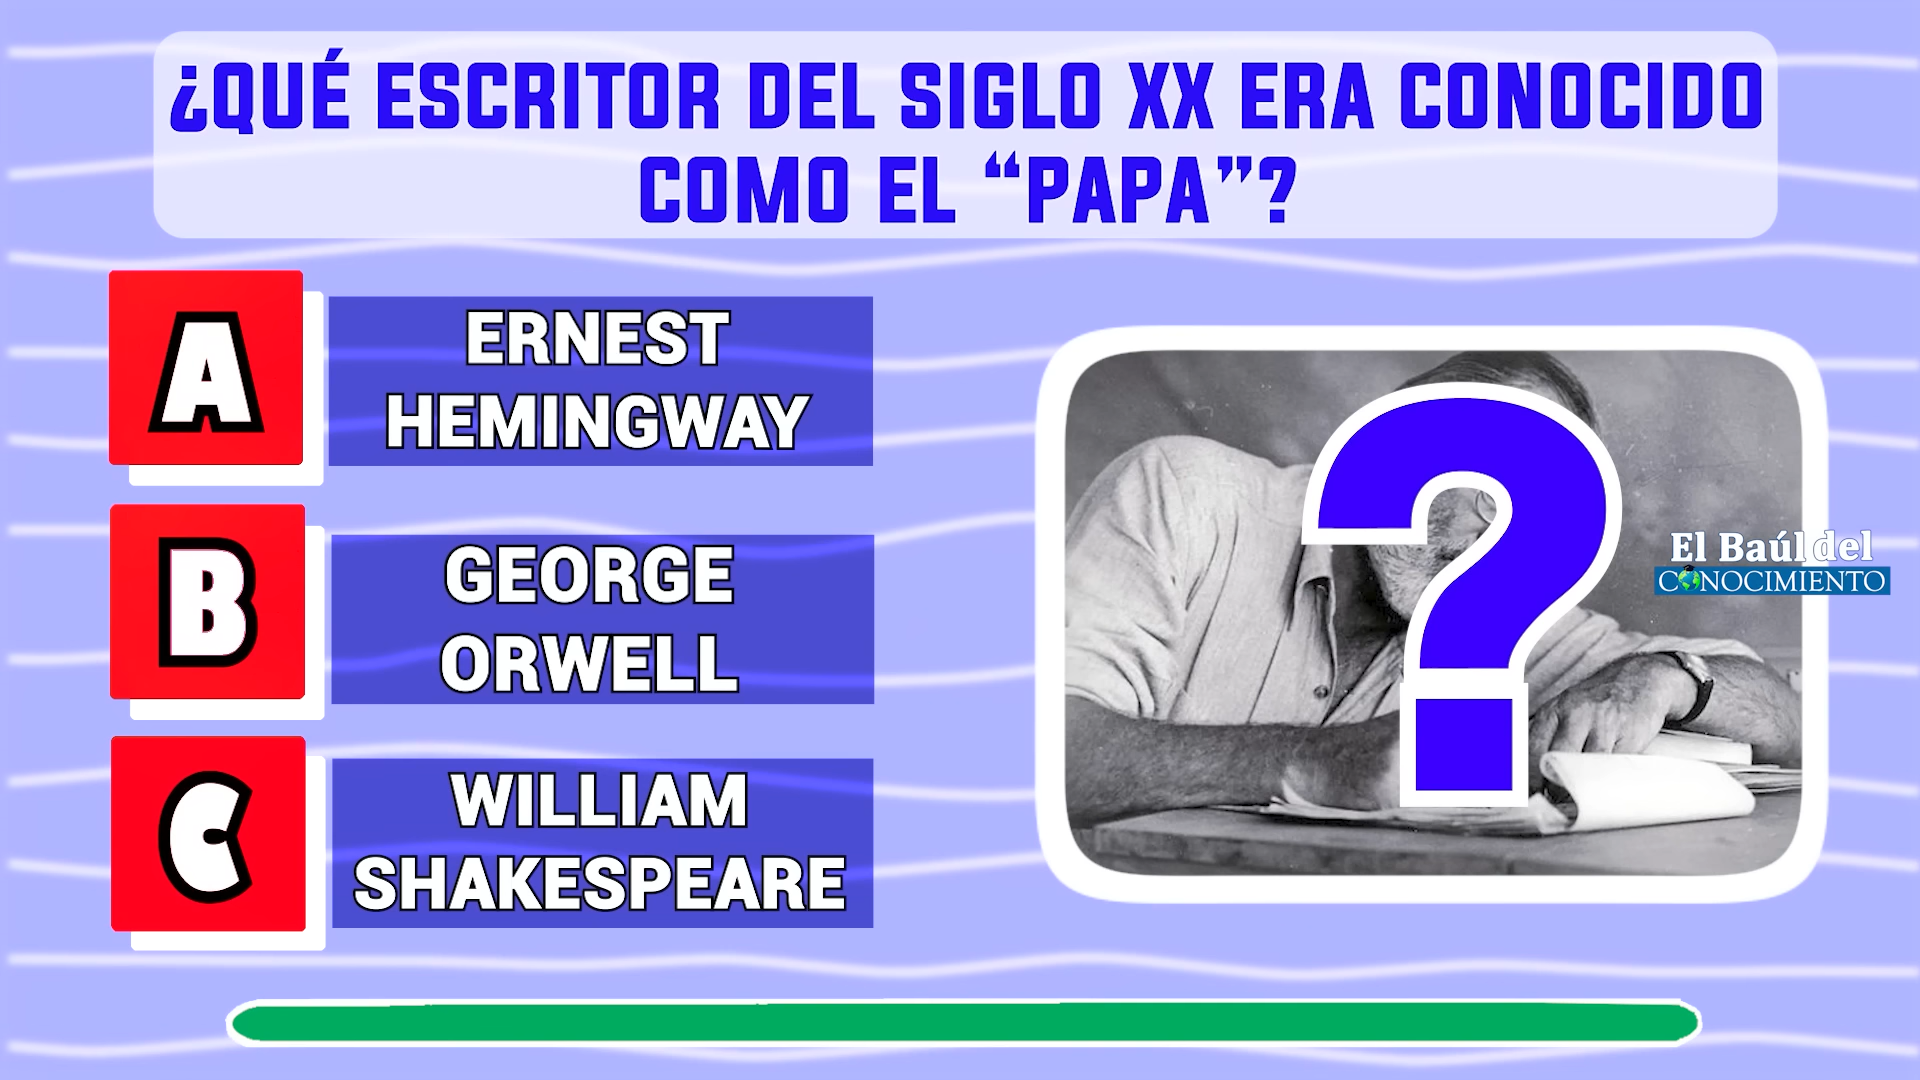 ¿QUÉ ESCRITOR DEL SIGLO XX ERA CONOCIDO
COMO EL “PAPA”?
A
ERNEST
HEMINGWAY
B
GEORGE
ORWELL
C
WILLIAM
SHAKESPEARE
?
El Baúl del
CONOCIMIENTO